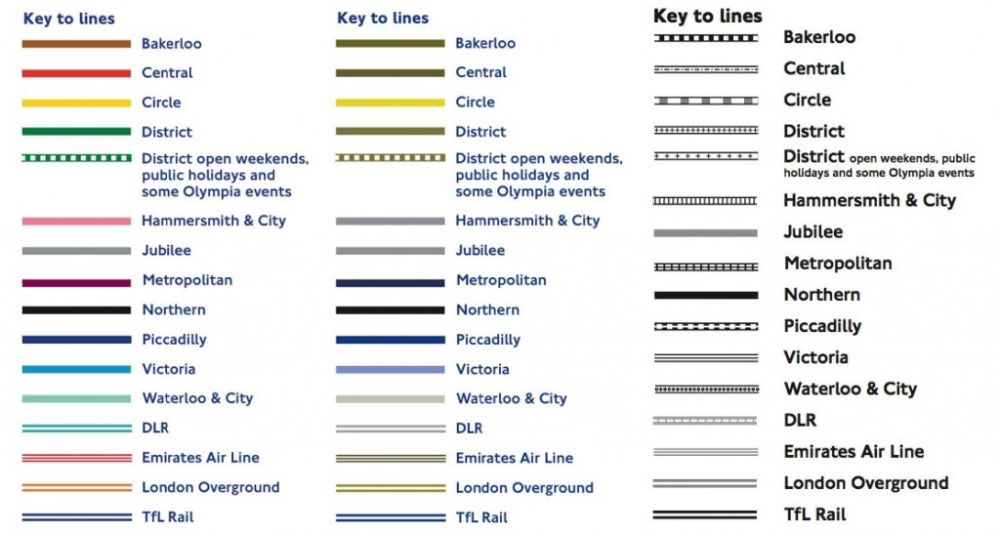 Key to lines
Bakerloo
Central
Circle
District
District open weekends,
public holidays and
some Olympia events
Hammersmith & City
Jubilee
Metropolitan
Northern
Piccadilly
Victoria
Waterloo & City
DLR
Emirates Air Line
London Overground
TfL Rail
Key to lines
Bakerloo
Central
Circle
District
District open weekends,
public holidays and
some Olympia events
Hammersmith & City
Jubilee
Metropolitan
Northern
Piccadilly
Victoria
Waterloo & City
DLR
Emirates Air Line
London Overground
TfL Rail
Key to lines
Bakerloo
Central
Circle
District
District open weekends, public
holidays and some Olympia events
Hammersmith & City
Jubilee
Metropolitan
Northern
Piccadilly
Victoria
Waterloo & City
DLR
Emirates Air Line
London Overground
TfL Rail